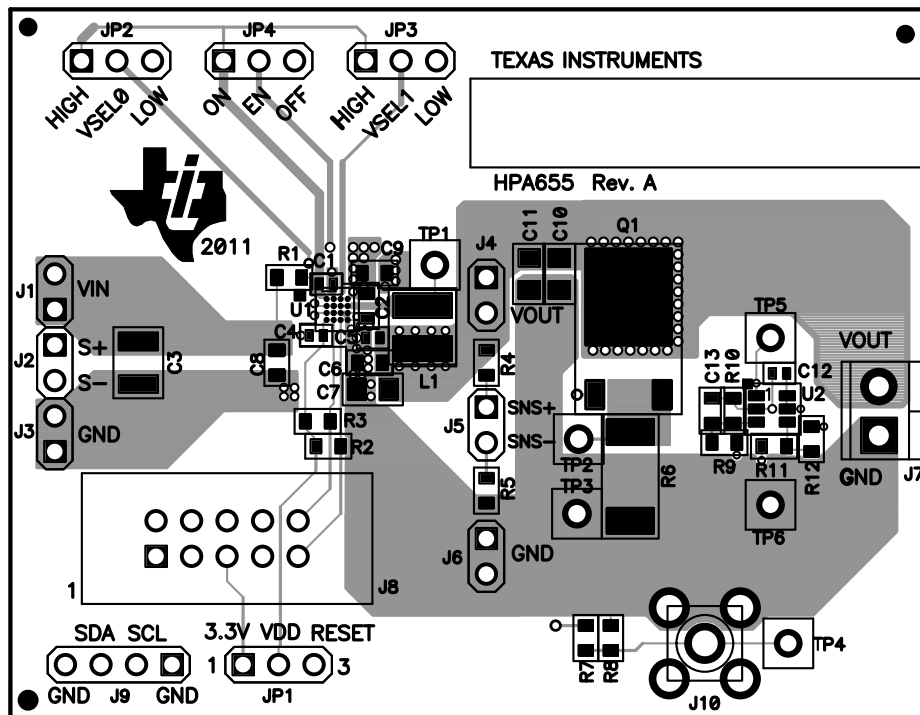 JP2 JP4 JP3
TEXAS INSTRUMENTS
HIGH VSEL0 LOW ON EN OFF HIGH VSEL1 LOW
HPA655 Rev. A
2011
C11 C10 Q1
R1 C1 C9 TP1 J4
J1 VIN U1 C2
VOUT TP5 VOUT
J2 S+ C3 C4 C5
S- C8 C6 L1 R4 C13 R10 C12
C7 U2
J3 GND R3 J5 SNS+
R2 SNS- TP2 R6 R9 R11 R12 GND J7
R5 TP3
J6 GND TP6
1 J8
SDA SCL 3.3V VDD RESET
1 3 R7 R8 TP4
GND J9 GND JP1 J10